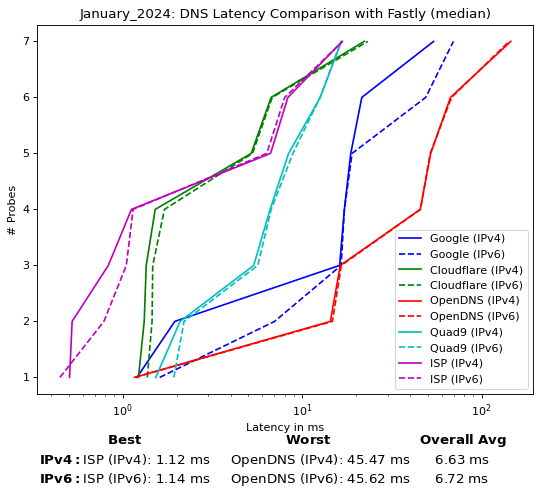 January_2024: DNS Latency Comparison with Fastly (median)
# Probes
7
6
5
4
3
2
1
Google (IPv4)
Google (IPv6)
Cloudflare (IPv4)
Cloudflare (IPv6)
OpenDNS (IPv4)
OpenDNS (IPv6)
Quad9 (IPv4)
Quad9 (IPv6)
ISP (IPv4)
ISP (IPv6)
10⁰ 10¹ 10²
Latency in ms
Best Worst Overall Avg
IPv4: ISP (IPv4): 1.12 ms OpenDNS (IPv4): 45.47 ms 6.63 ms
IPv6: ISP (IPv6): 1.14 ms OpenDNS (IPv6): 45.62 ms 6.72 ms